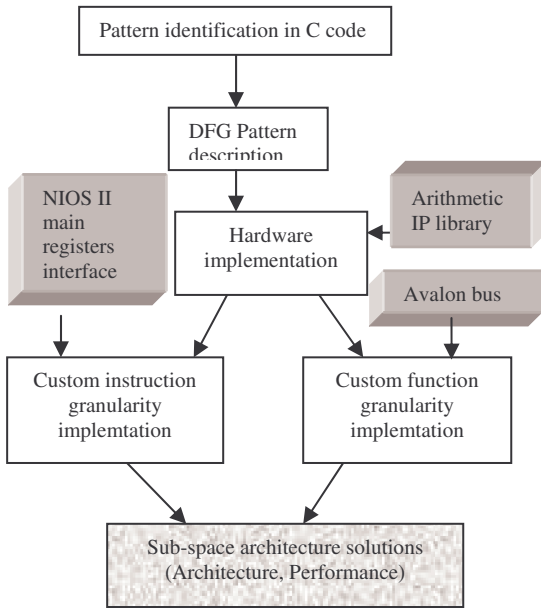 Pattern identification in C code
DFG Pattern
description
NIOS II
main
registers
interface
Arithmetic
IP library
Hardware
implementation
Avalon bus
Custom instruction
granularity
implemtation
Custom function
granularity
implemtation
Sub-space architecture solutions
(Architecture, Performance)